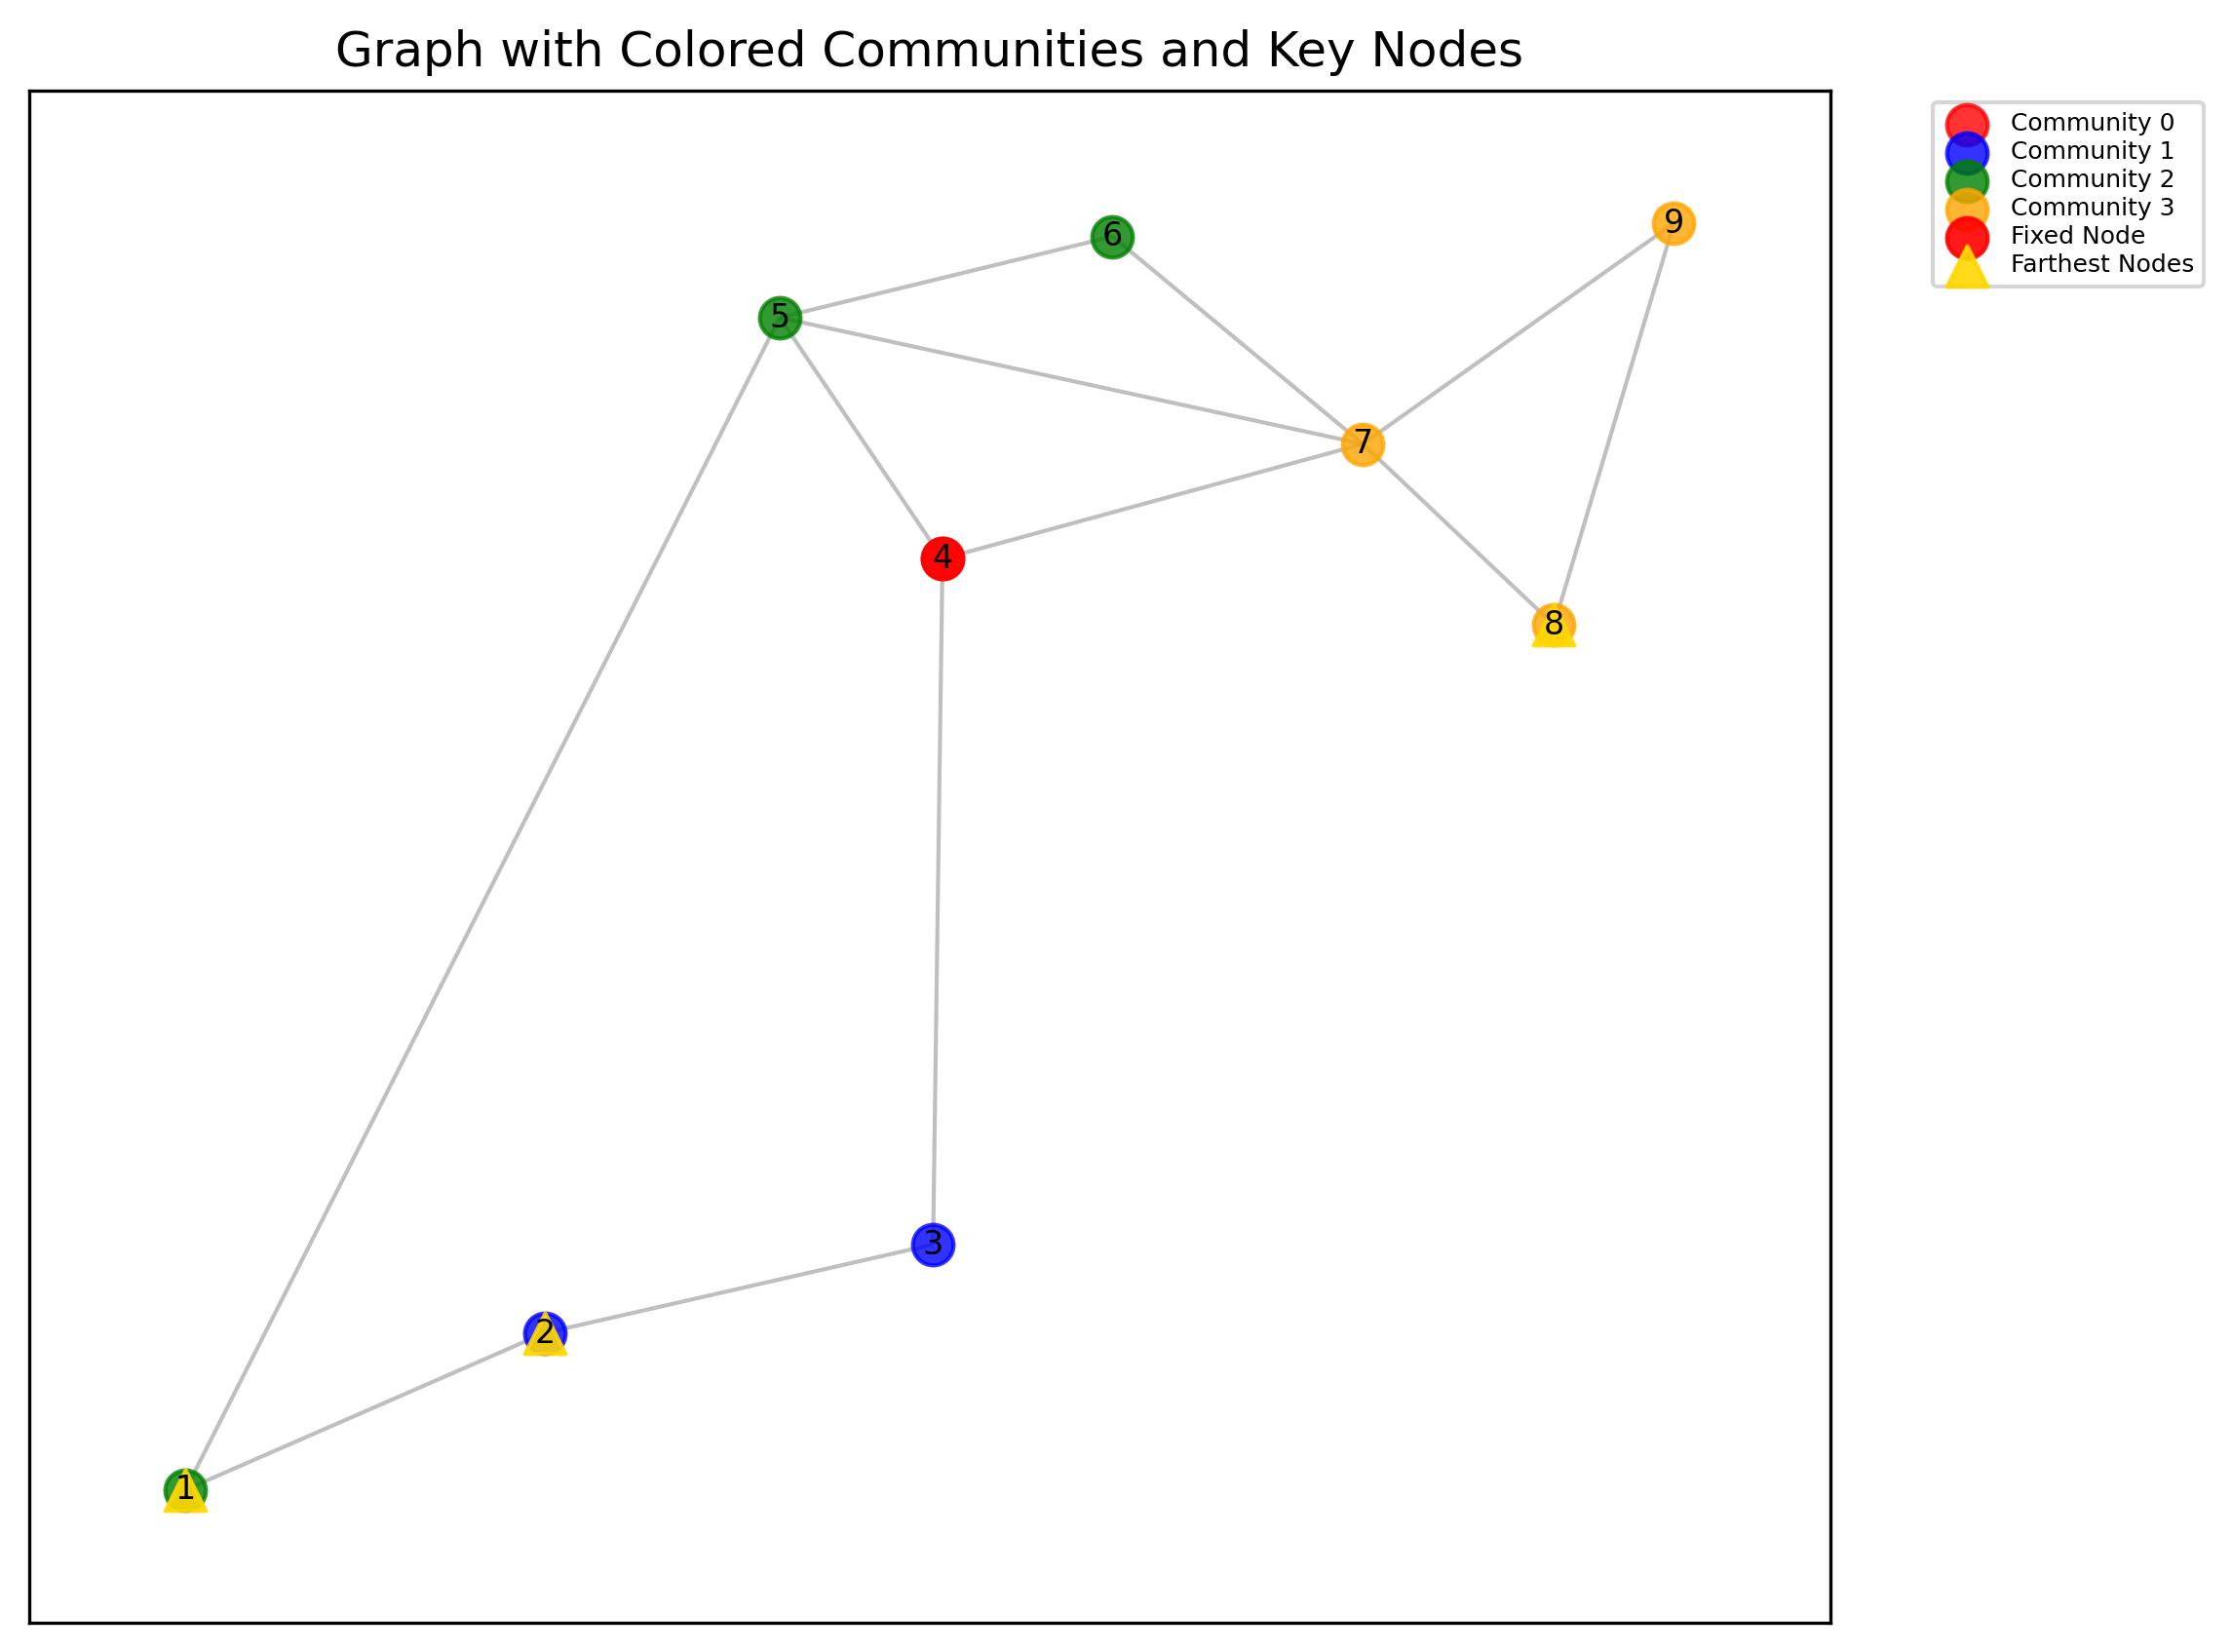 Graph with Colored Communities and Key Nodes
Community 0
Community 1
Community 2
Community 3
Fixed Node
Farthest Nodes
9
6
5
7
4
8
3
2
1